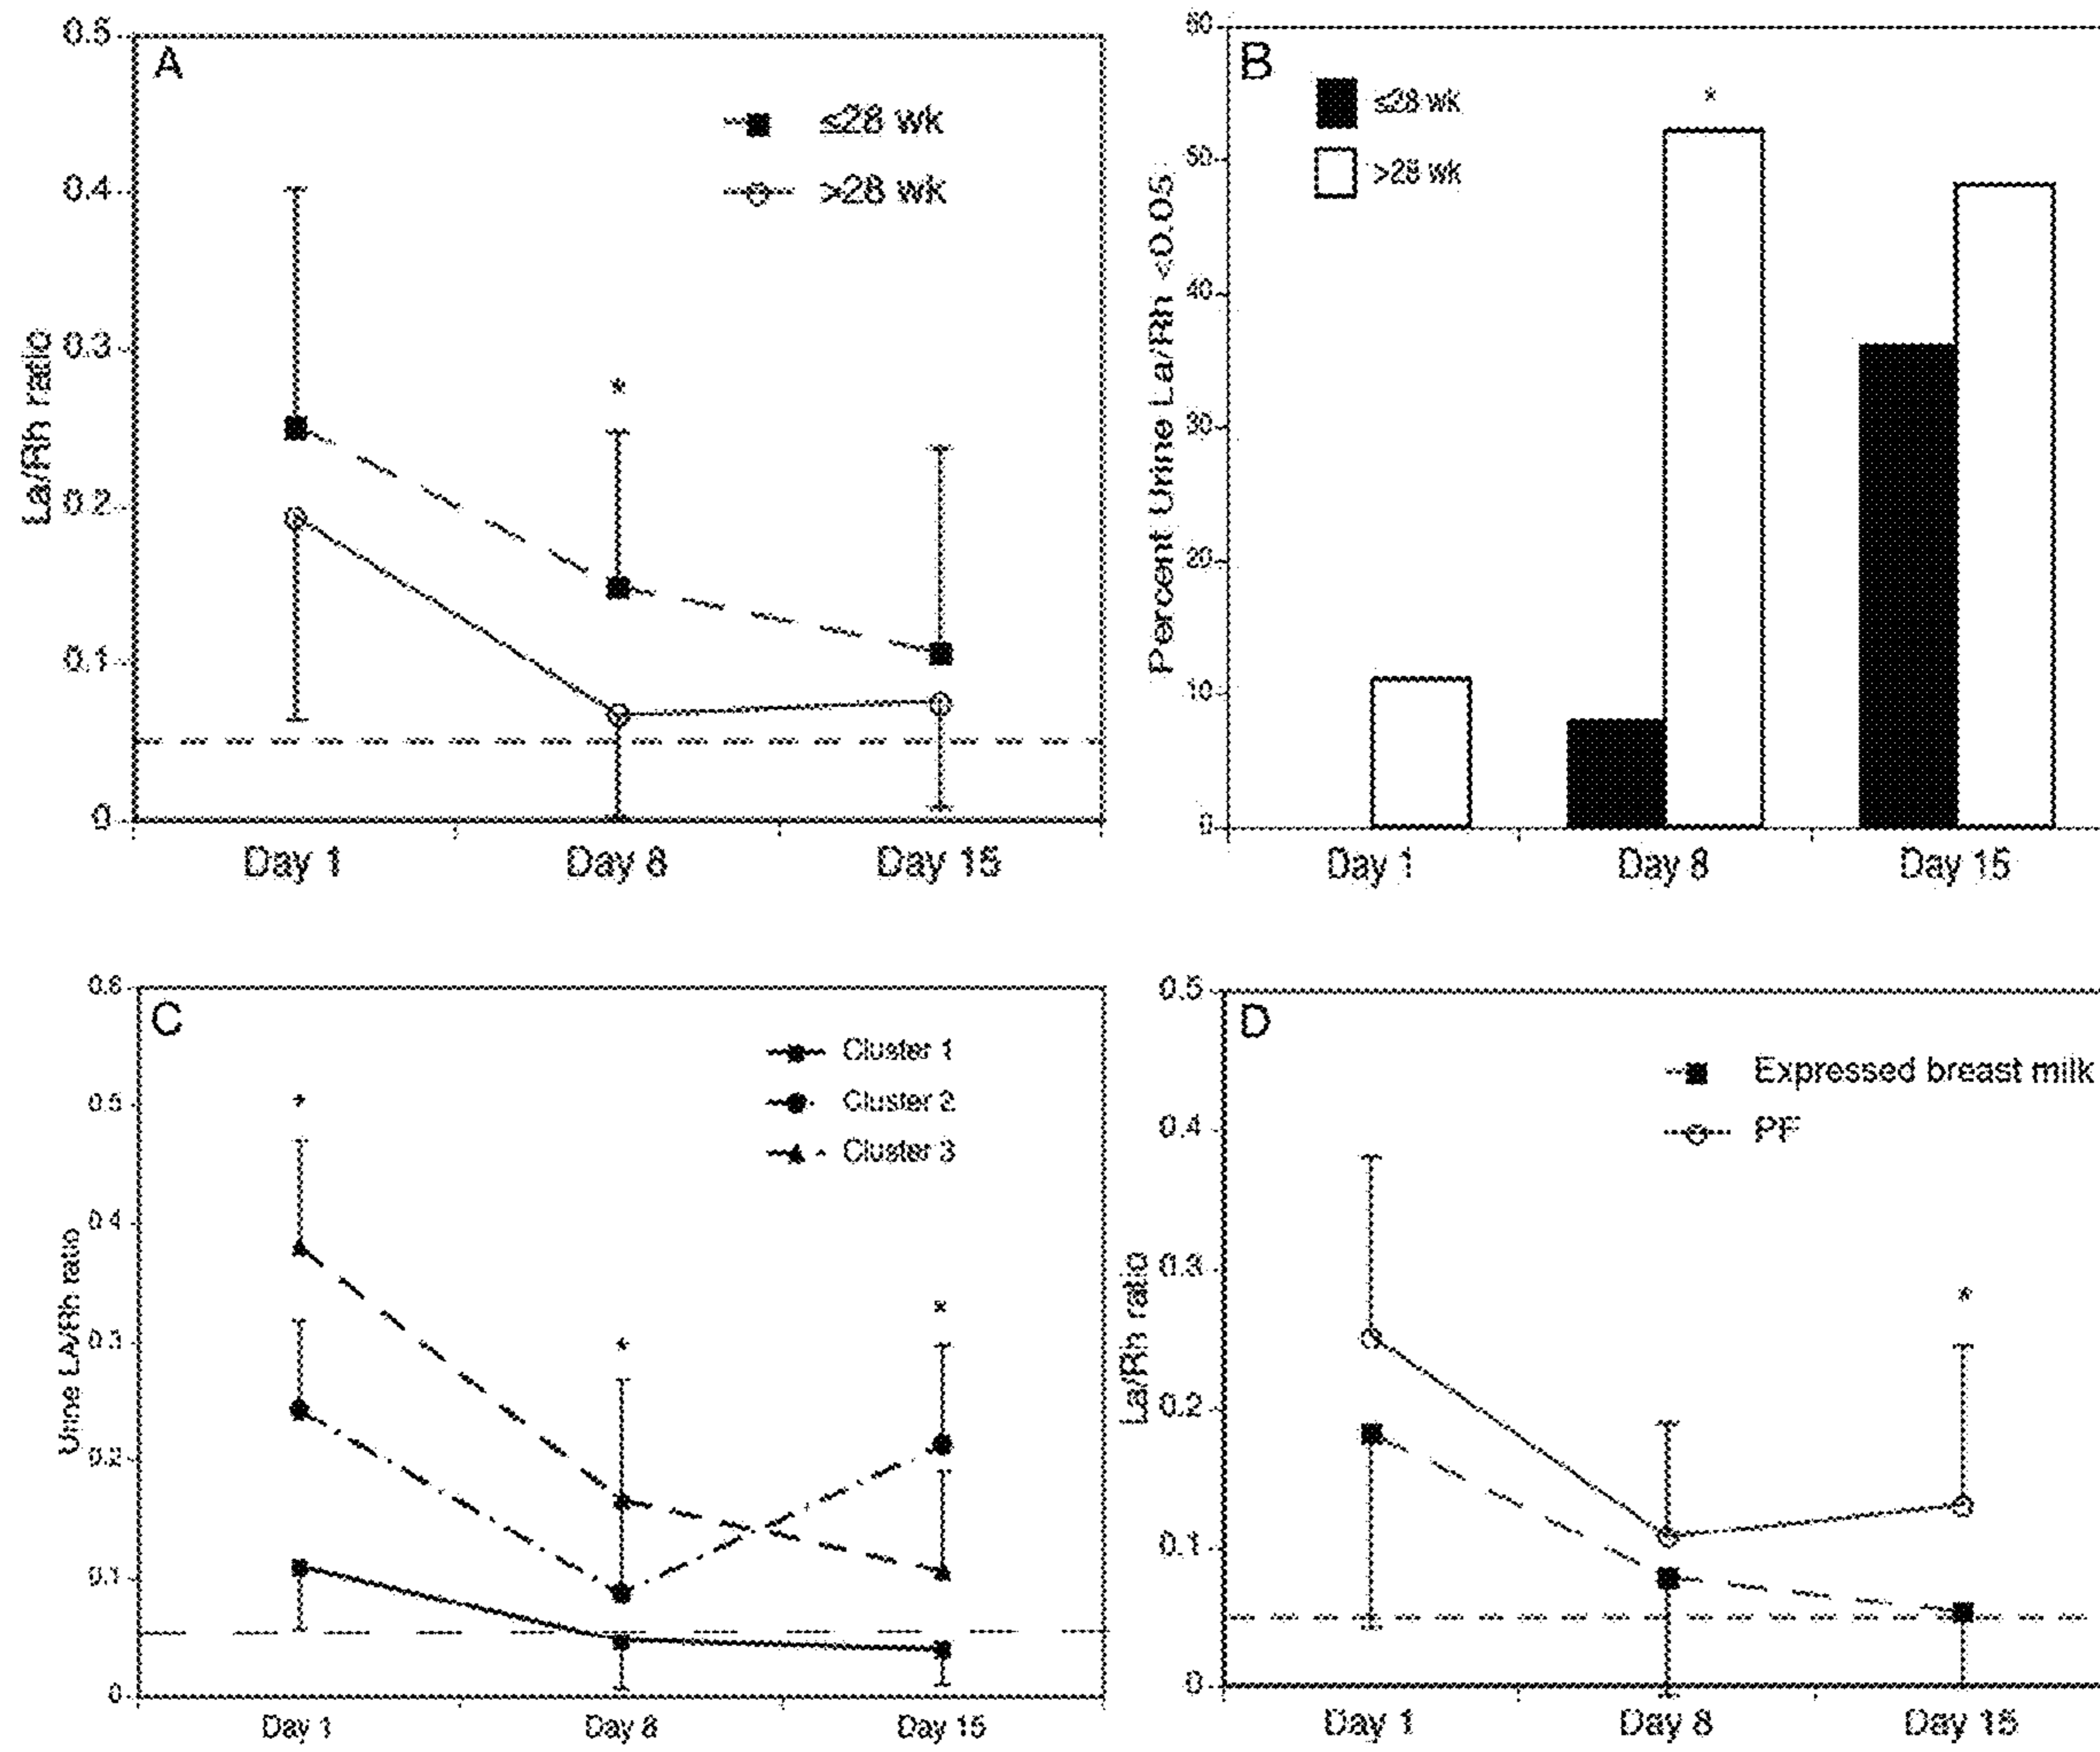 A
0.5
0.4
0.3
0.2
0.1
0
La/Rh ratio
≤28 wk
>28 wk
*
Day 1
Day 8
Day 15
B
60
50
40
30
20
10
0
Percent Urine La/Rh <0.05
≤28 wk
>28 wk
*
Day 1
Day 8
Day 15
C
0.6
0.5
0.4
0.3
0.2
0.1
0
Urine LA/Rh ratio
Cluster 1
Cluster 2
Cluster 3
*
*
*
Day 1
Day 8
Day 15
D
0.5
0.4
0.3
0.2
0.1
0
La/Rh ratio
Expressed breast milk
PF
*
Day 1
Day 8
Day 15